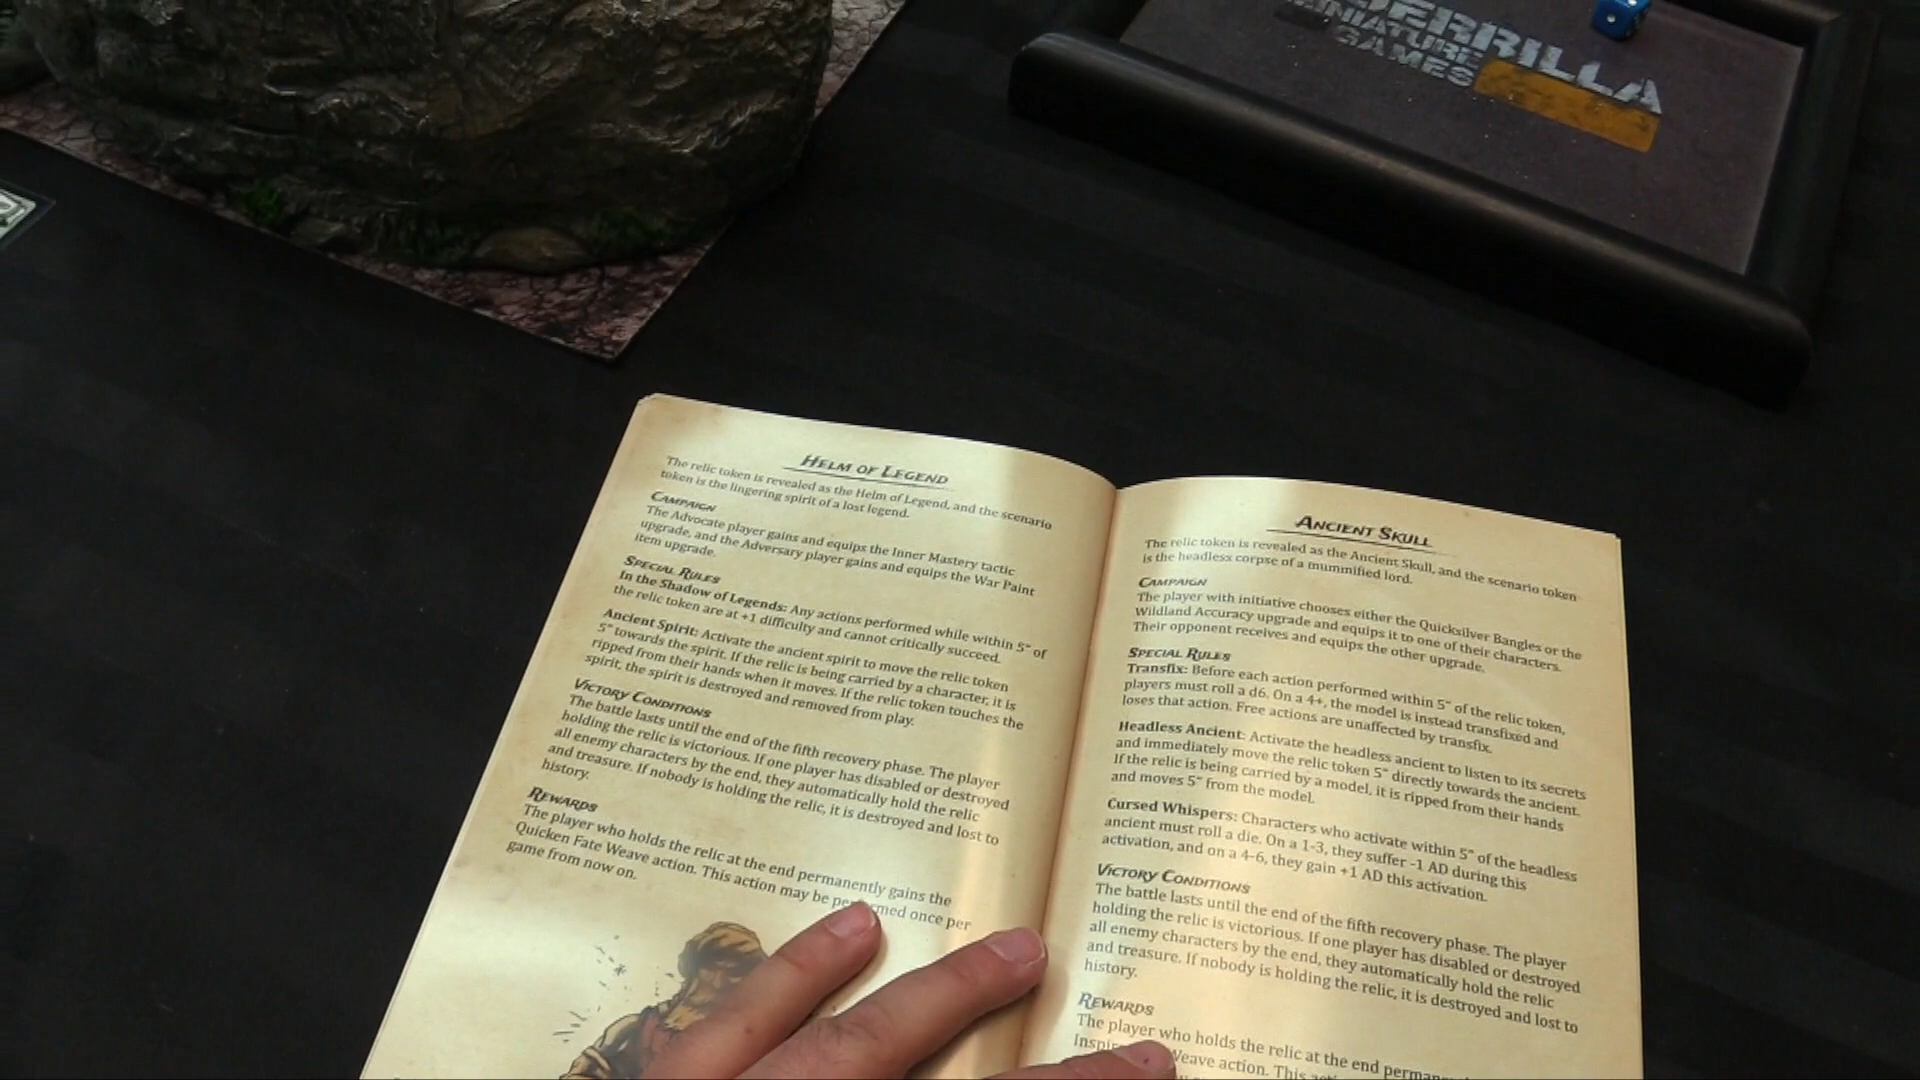 ERRILLA
MINIATURE
GAMES
HELM OF LEGEND
The relic token is revealed as the Helm of Legend, and the scenario
token is the lingering spirit of a lost legend.
CAMPAIGN
The Advocate player gains and equips the Inner Mastery tactic
upgrade, and the Adversary player gains and equips the War Paint
item upgrade.
SPECIAL RULES
In the Shadow of Legends: Any actions performed while within 5" of
the relic token are at +1 difficulty and cannot critically succeed.
Ancient Spirit: Activate the ancient spirit to move the relic token
5" towards the spirit. If the relic is being carried by a character, it is
ripped from their hands when it moves. If the relic token touches the
spirit, the spirit is destroyed and removed from play.
VICTORY CONDITIONS
The battle lasts until the end of the fifth recovery phase. The player
holding the relic is victorious. If one player has disabled or destroyed
all enemy characters by the end, they automatically hold the relic
and treasure. If nobody is holding the relic, it is destroyed and lost to
history.
REWARDS
The player who holds the relic at the end permanently gains the
Quicken Fate Weave action. This action may be performed once per
game from now on.
ANCIENT SKULL
The relic token is revealed as the Ancient Skull, and the scenario token
is the headless corpse of a mummified lord.
CAMPAIGN
The player with initiative chooses either the Quicksilver Bangles or the
Wildland Accuracy upgrade and equips it to one of their characters.
Their opponent receives and equips the other upgrade.
SPECIAL RULES
Transfix: Before each action performed within 5" of the relic token,
players must roll a d6. On a 4+, the model is instead transfixed and
loses that action. Free actions are unaffected by transfix.
Headless Ancient: Activate the headless ancient to listen to its secrets
and immediately move the relic token 5" directly towards the ancient.
If the relic is being carried by a model, it is ripped from their hands
and moves 5" from the model.
Cursed Whispers: Characters who activate within 5" of the headless
ancient must roll a die. On a 1-3, they suffer -1 AD during this
activation, and on a 4-6, they gain +1 AD this activation.
VICTORY CONDITIONS
The battle lasts until the end of the fifth recovery phase. The player
holding the relic is victorious. If one player has disabled or destroyed
all enemy characters by the end, they automatically hold the relic
and treasure. If nobody is holding the relic, it is destroyed and lost to
history.
REWARDS
The player who holds the relic at the end
Weave action. This